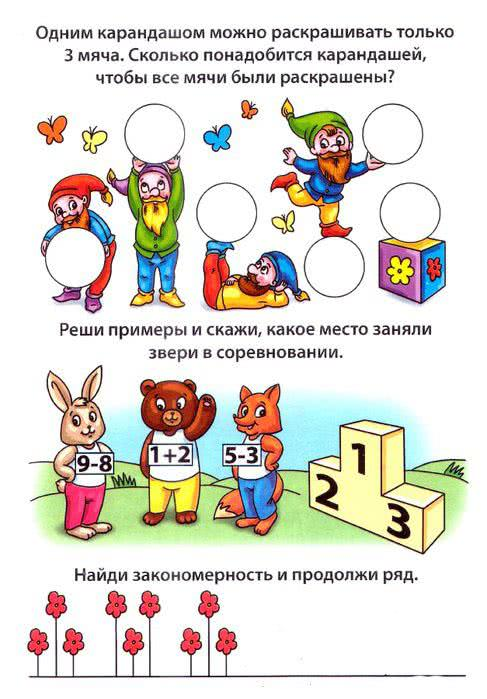 Одним карандашом можно раскрашивать только
3 мяча. Сколько понадобится карандашей,
чтобы все мячи были раскрашены?
Реши примеры и скажи, какое место заняли
звери в соревновании.
9-8
1+2
5-3
1
2
3
Найди закономерность и продолжи ряд.